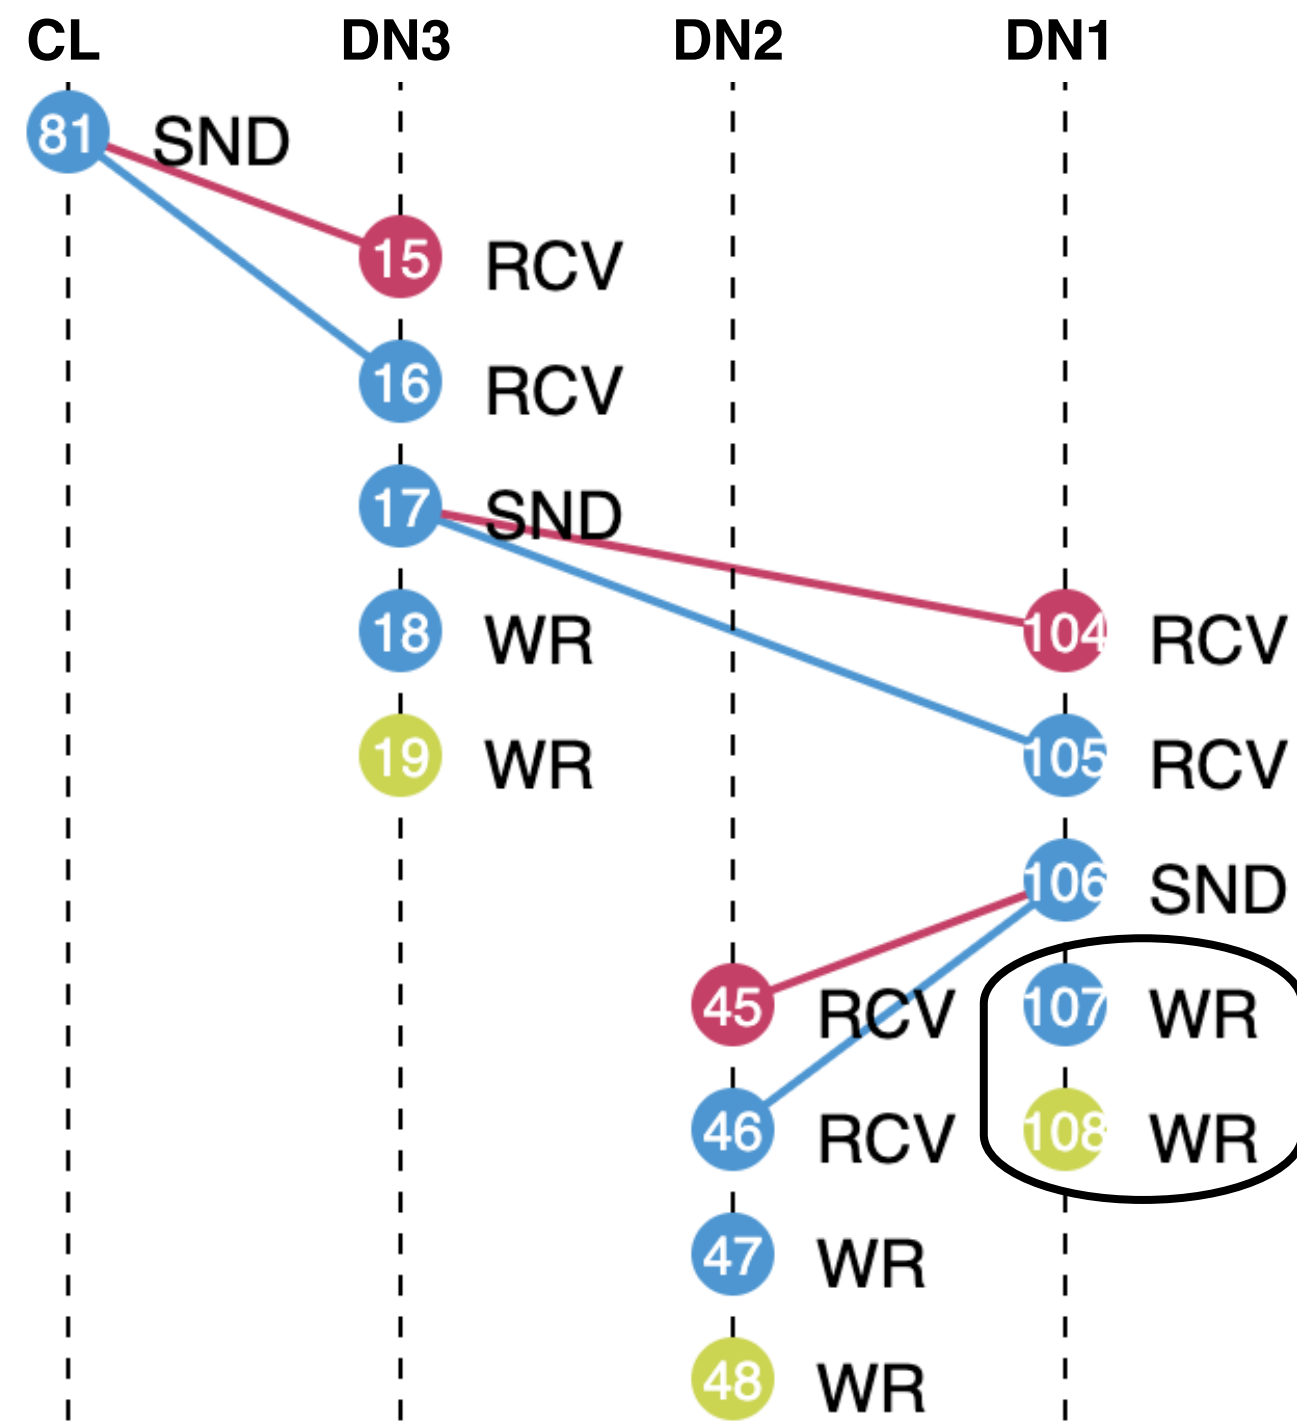 CL DN3 DN2 DN1
81 SND
15 RCV
16 RCV
17 SND
18 WR 104 RCV
19 WR 105 RCV
106 SND
45 RCV 107 WR
46 RCV 108 WR
47 WR
48 WR